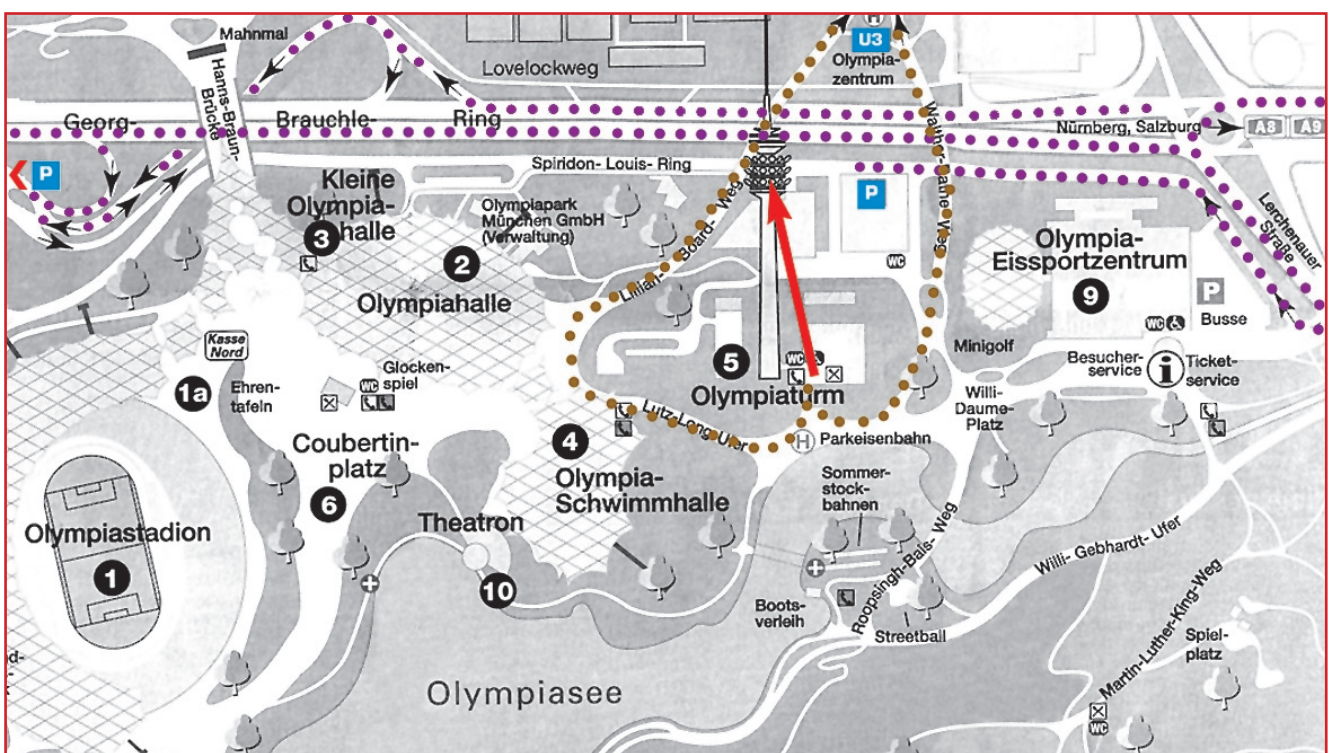 Mahnmal
U3
Olympia-
zentrum
Lovelockweg
Hanns-Braun-
Brücke
Georg-
Brauchle-
Ring
Nürnberg, Salzburg
A8
A9
P
Spiridon-Louis-Ring
Kleine
Olympia-
halle
3
Olympiapark
München GmbH
(Verwaltung)
2
Olympiahalle
Lillian-Board-Weg
P
WC
Olympia-
Eissportzentrum
9
P
Busse
WC
Lerchenauer
Straße
Kasse
Nord
1a
Ehren-
tafeln
Glocken-
spiel
WC
5
Olympiaturm
WC
Minigolf
Besucher-
service
i
Ticket-
service
Willi-
Daume-
Platz
Lutz-Long-Ufer
H
Parkeisenbahn
Coubertin-
platz
6
4
Olympia-
Schwimmhalle
Sommer-
stock-
bahnen
Olympiastadion
1
Theatron
10
Roopsingh-Bais-Weg
Willi-Gebhardt-Ufer
Boots-
verleih
Streetball
Martin-Luther-King-Weg
Spiel-
platz
WC
Olympiasee